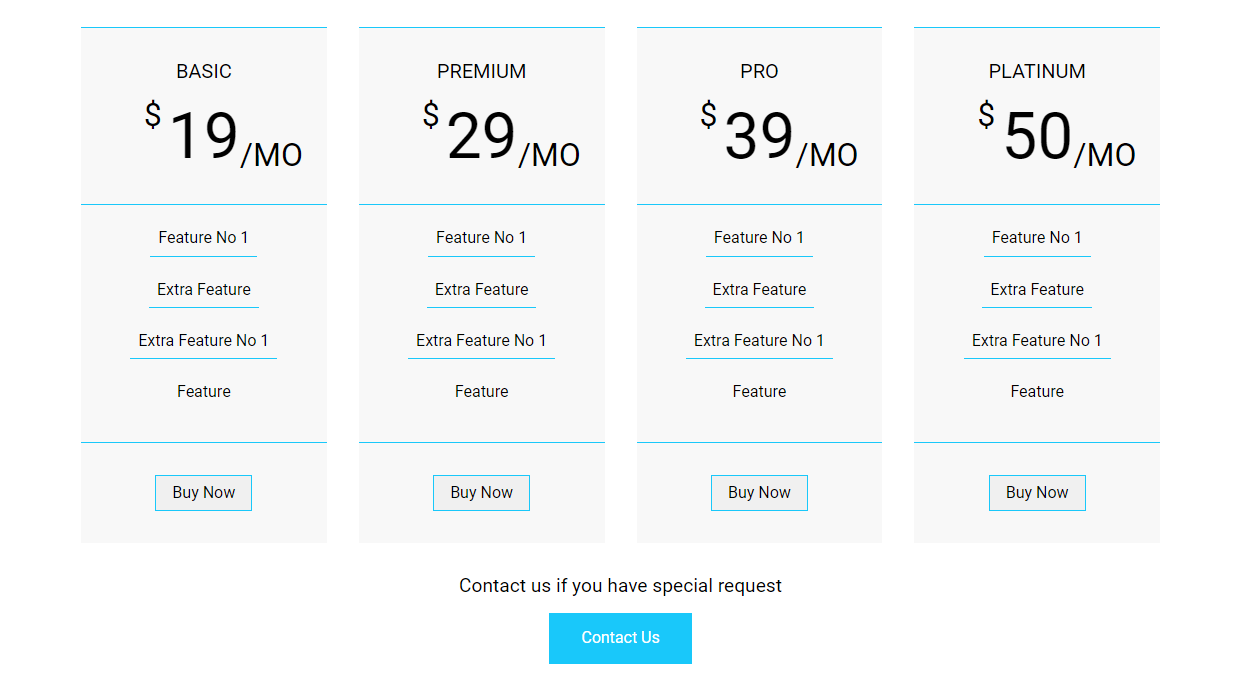 BASIC
$ 19/MO
Feature No 1
Extra Feature
Extra Feature No 1
Feature
Buy Now
PREMIUM
$ 29/MO
Feature No 1
Extra Feature
Extra Feature No 1
Feature
Buy Now
PRO
$ 39/MO
Feature No 1
Extra Feature
Extra Feature No 1
Feature
Buy Now
PLATINUM
$ 50/MO
Feature No 1
Extra Feature
Extra Feature No 1
Feature
Buy Now
Contact us if you have special request
Contact Us